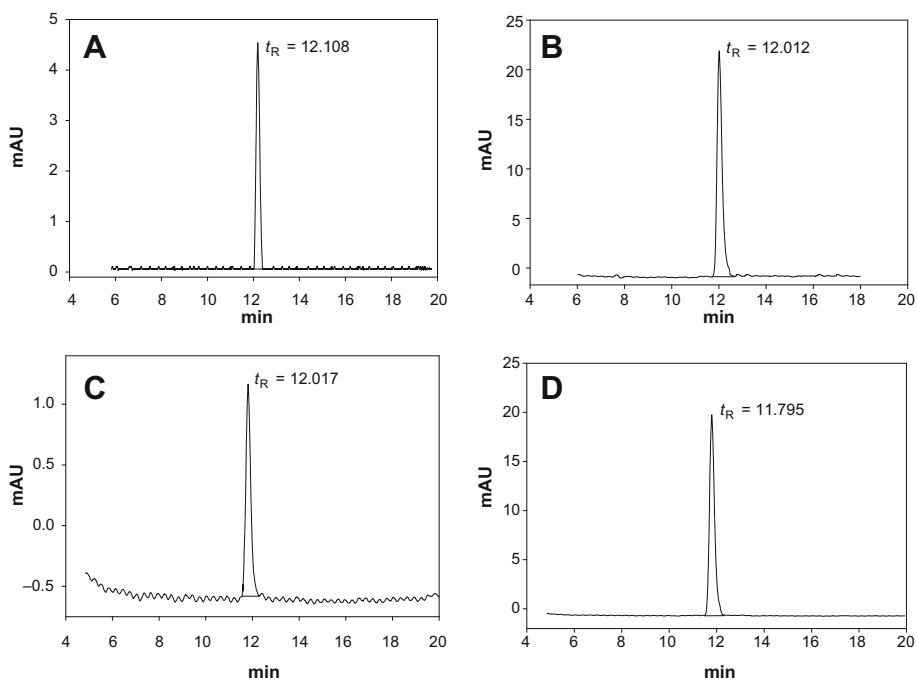 A
tR = 12.108
mAU
5
4
3
2
1
0
4 6 8 10 12 14 16 18 20
min
B
tR = 12.012
mAU
25
20
15
10
5
0
4 6 8 10 12 14 16 18 20
min
C
tR = 12.017
mAU
1.0
0.5
0.0
–0.5
4 6 8 10 12 14 16 18 20
min
D
tR = 11.795
mAU
25
20
15
10
5
0
4 6 8 10 12 14 16 18 20
min